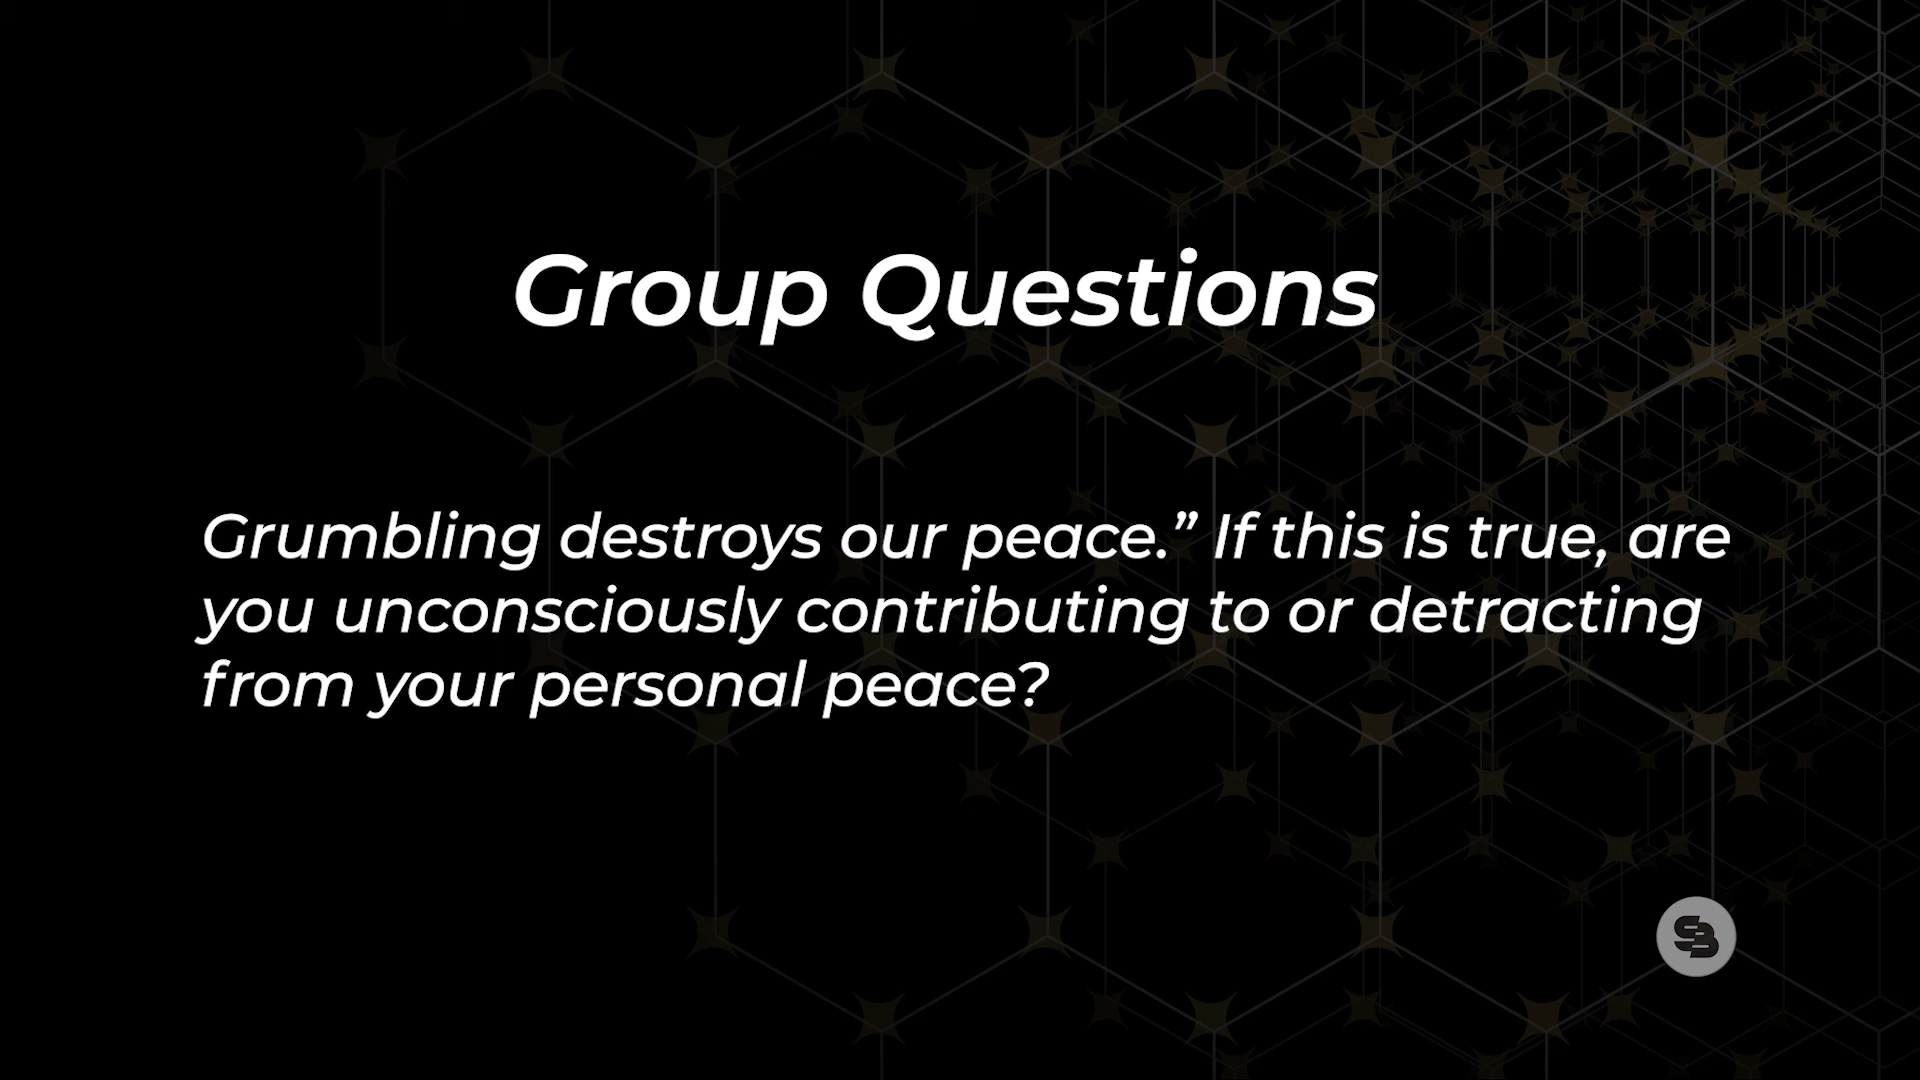 Group Questions
Grumbling destroys our peace.” If this is true, are
you unconsciously contributing to or detracting
from your personal peace?
SB